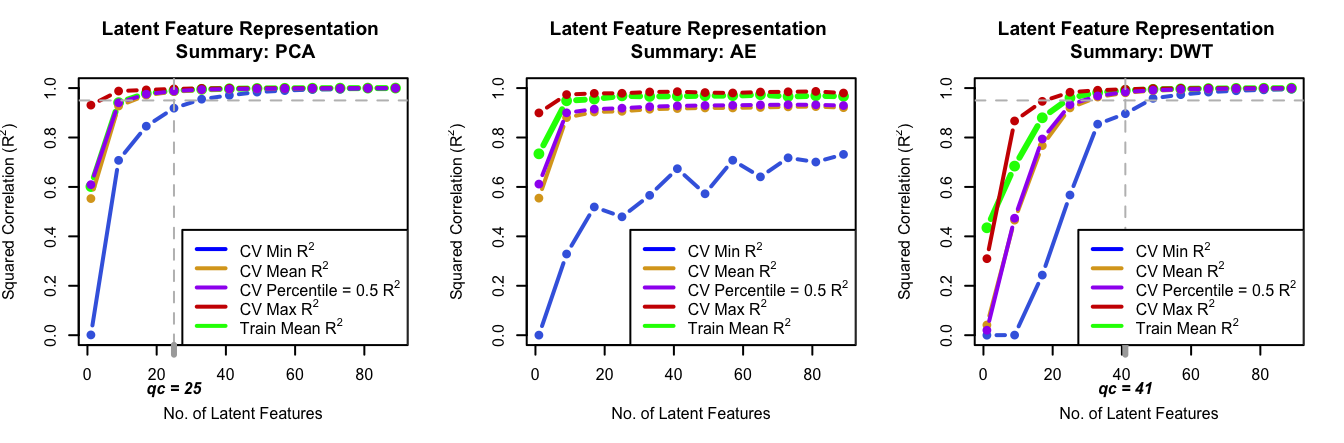 Latent Feature Representation
Summary: PCA
Squared Correlation (R²)
1.0
0.8
0.6
0.4
0.2
0.0
CV Min R²
CV Mean R²
CV Percentile = 0.5 R²
CV Max R²
Train Mean R²
0 20 40 60 80
qc = 25
No. of Latent Features
Latent Feature Representation
Summary: AE
Squared Correlation (R²)
1.0
0.8
0.6
0.4
0.2
0.0
CV Min R²
CV Mean R²
CV Percentile = 0.5 R²
CV Max R²
Train Mean R²
0 20 40 60 80
No. of Latent Features
Latent Feature Representation
Summary: DWT
Squared Correlation (R²)
1.0
0.8
0.6
0.4
0.2
0.0
CV Min R²
CV Mean R²
CV Percentile = 0.5 R²
CV Max R²
Train Mean R²
0 20 40 60 80
qc = 41
No. of Latent Features